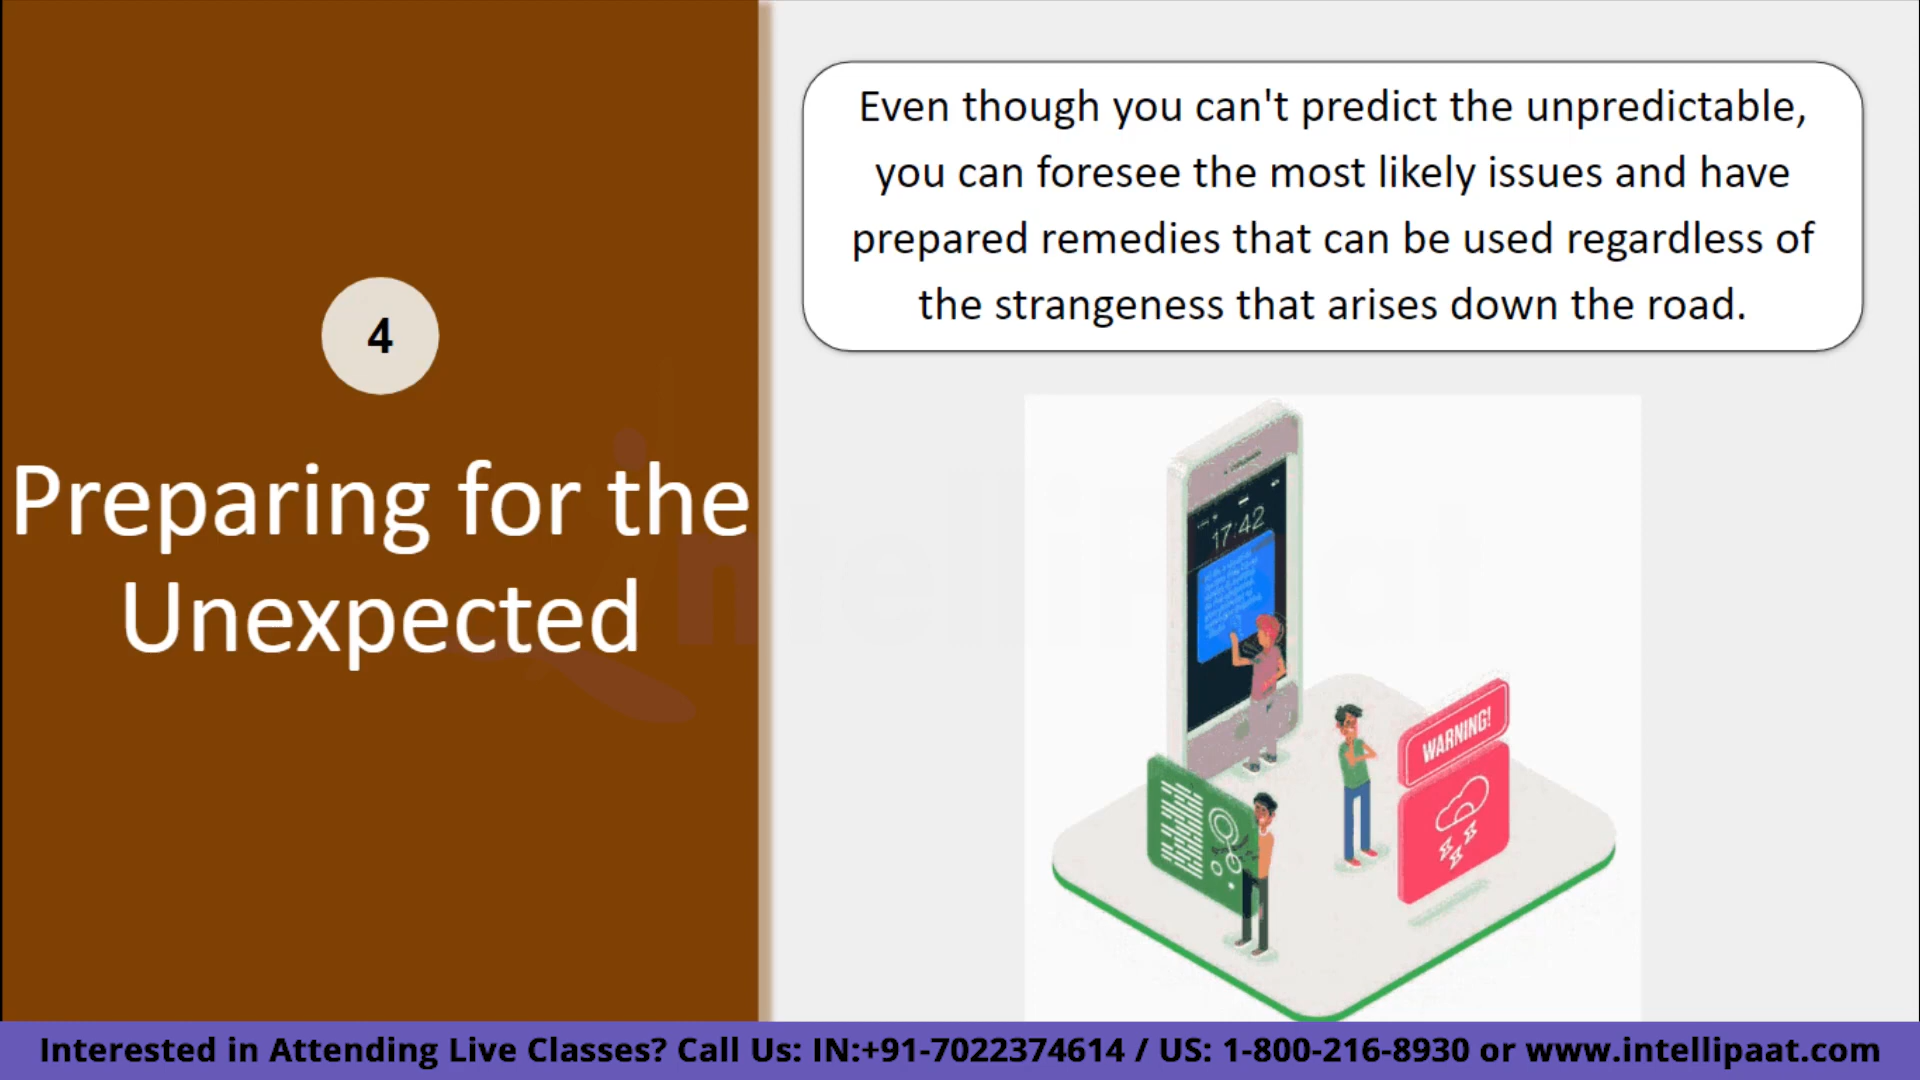 4
Preparing for the
Unexpected
Even though you can't predict the unpredictable,
you can foresee the most likely issues and have
prepared remedies that can be used regardless of
the strangeness that arises down the road.
17:42
WARNING!
Interested in Attending Live Classes? Call Us: IN:+91-7022374614 / US: 1-800-216-8930 or www.intellipaat.com